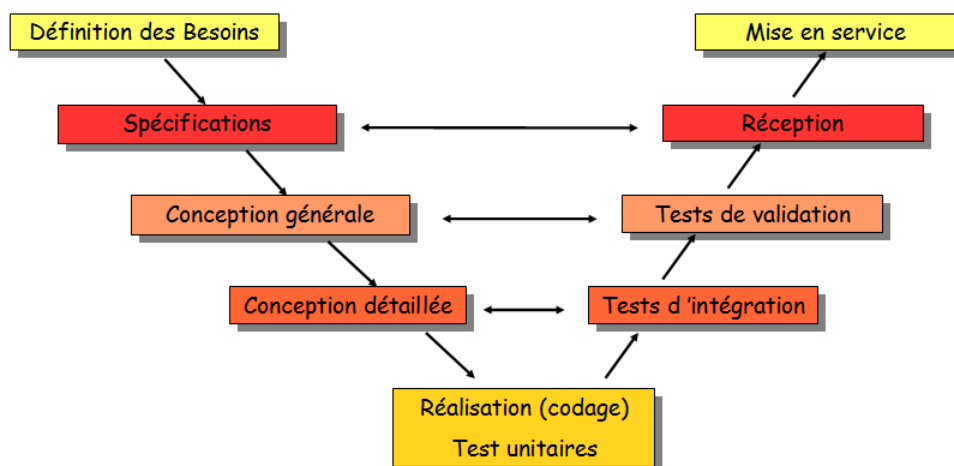 Définition des Besoins
Mise en service
Spécifications
Réception
Conception générale
Tests de validation
Conception détaillée
Tests d 'intégration
Réalisation (codage)
Test unitaires